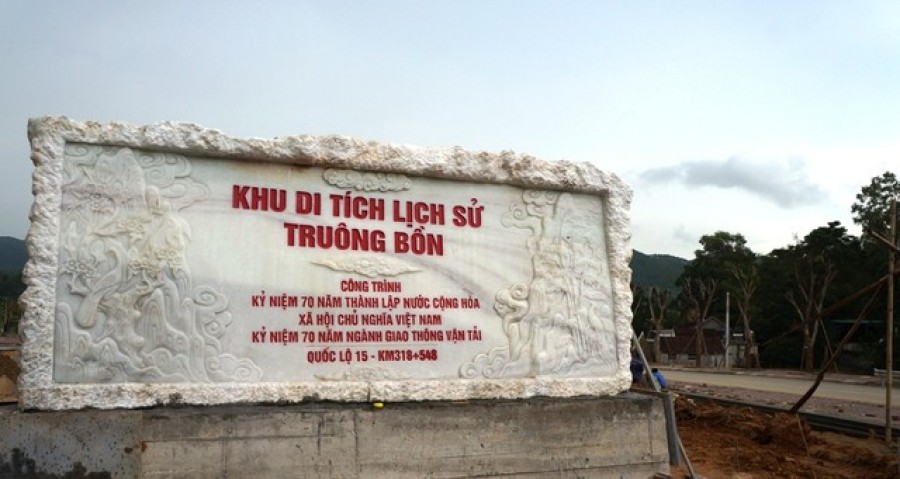 KHU DI TÍCH LỊCH SỬ
TRUÔNG BỒN
CÔNG TRÌNH
KỶ NIỆM 70 NĂM THÀNH LẬP NƯỚC CỘNG HÒA
XÃ HỘI CHỦ NGHĨA VIỆT NAM
KỶ NIỆM 70 NĂM NGÀNH GIAO THÔNG VẬN TẢI
QUỐC LỘ 15 - KM318+548